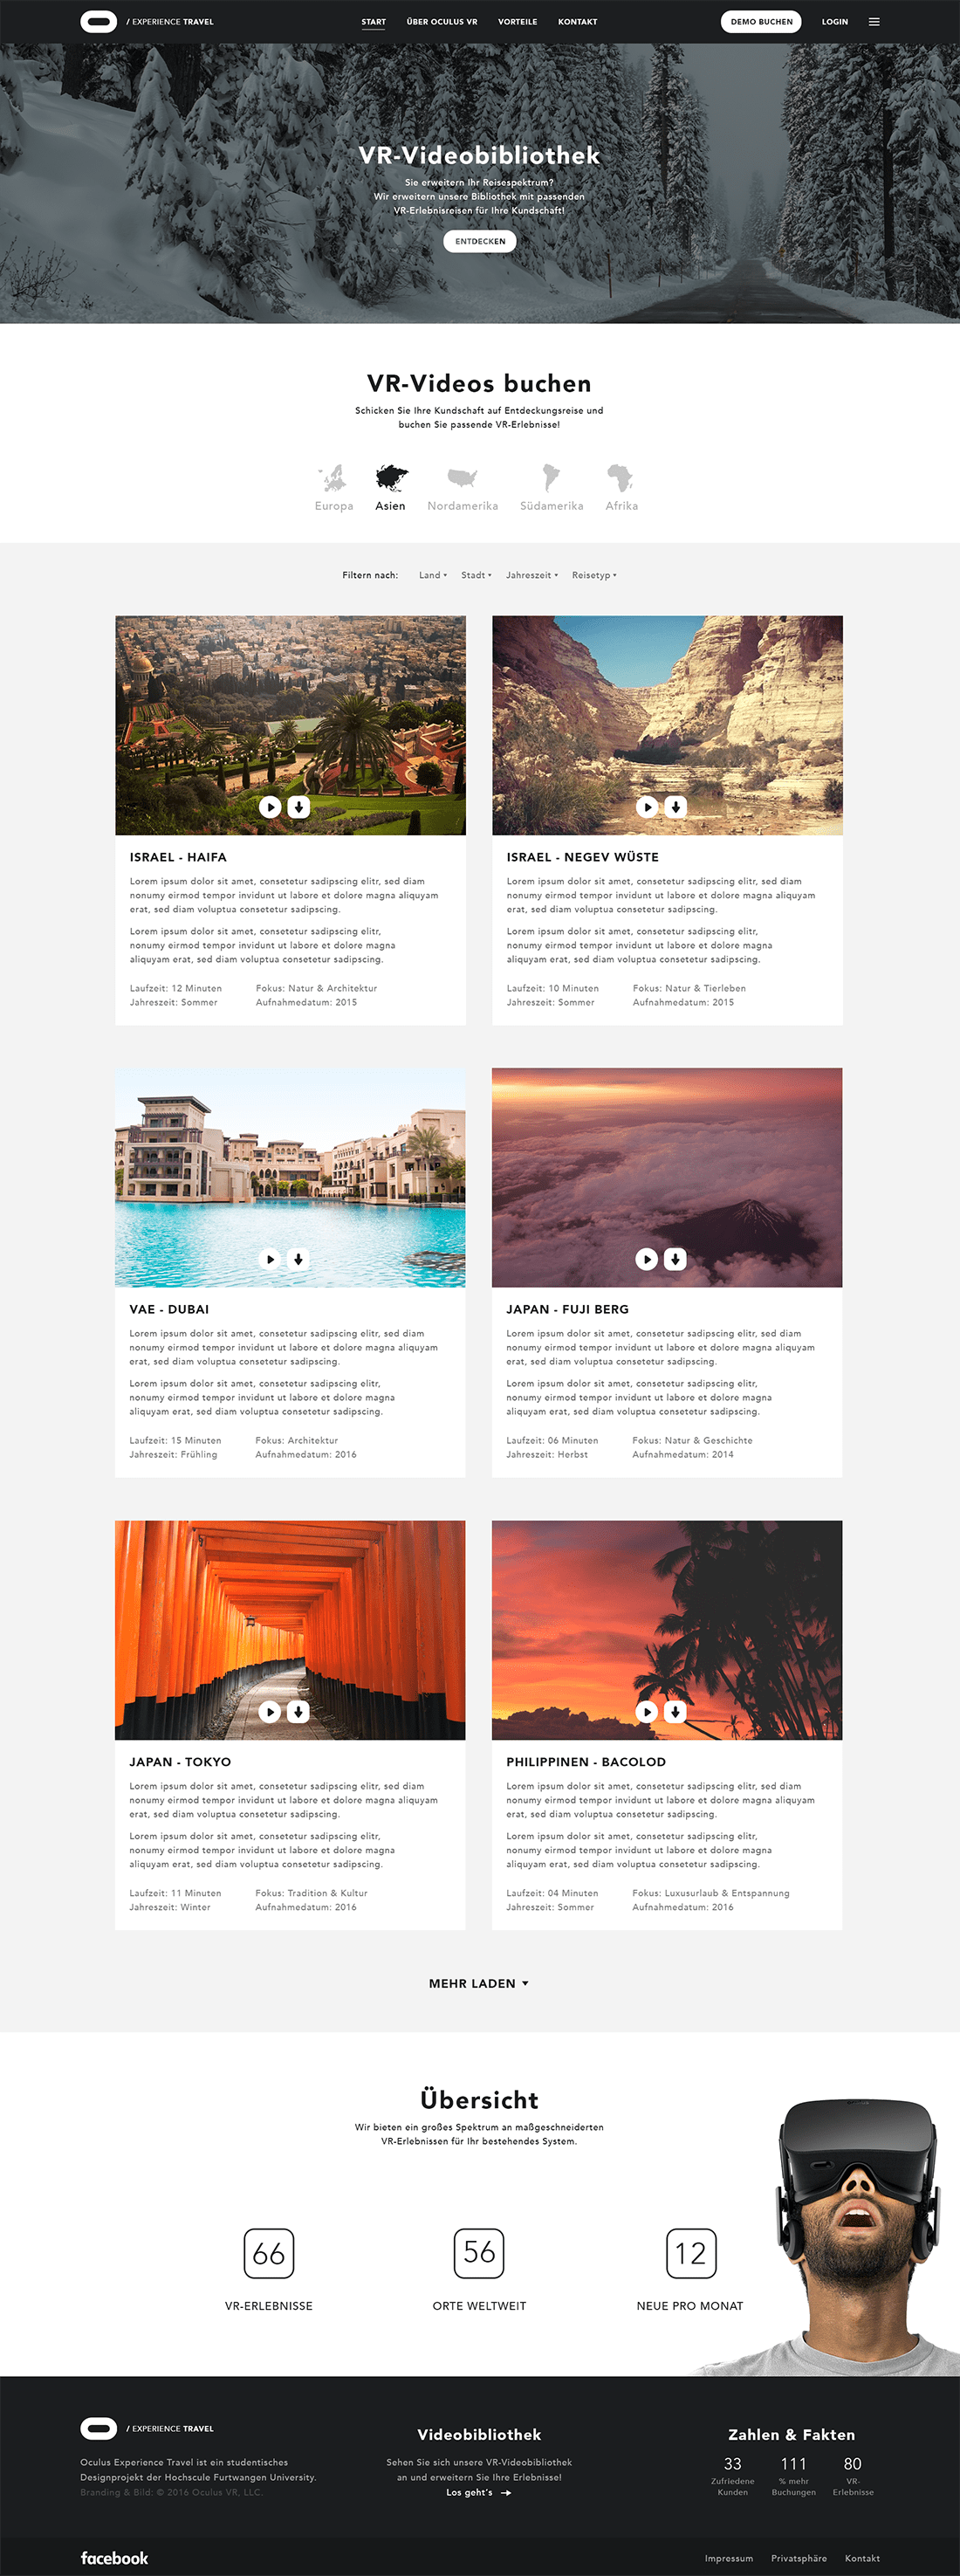 / EXPERIENCE TRAVEL
START ÜBER OCULUS VR VORTEILE KONTAKT
DEMO BUCHEN LOGIN
VR-Videobibliothek
Sie erweitern Ihr Reisespektrum?
Wir erweitern unsere Bibliothek mit passenden
VR-Erlebnisreisen für Ihre Kundschaft!
ENTDECKEN
VR-Videos buchen
Schicken Sie Ihre Kundschaft auf Entdeckungsreise und
buchen Sie passende VR-Erlebnisse!
Europa Asien Nordamerika Südamerika Afrika
Filtern nach: Land Stadt Jahreszeit Reisetyp
ISRAEL - HAIFA
Lorem ipsum dolor sit amet, consetetur sadipscing elitr, sed diam
nonumy eirmod tempor invidunt ut labore et dolore magna aliquyam
erat, sed diam voluptua consetetur sadipscing.
Lorem ipsum dolor sit amet, consetetur sadipscing elitr,
nonumy eirmod tempor invidunt ut labore et dolore magna
aliquyam erat, sed diam voluptua consetetur sadipscing.
Laufzeit: 12 Minuten Fokus: Natur & Architektur
Jahreszeit: Sommer Aufnahmedatum: 2015
ISRAEL - NEGEV WÜSTE
Lorem ipsum dolor sit amet, consetetur sadipscing elitr, sed diam
nonumy eirmod tempor invidunt ut labore et dolore magna aliquyam
erat, sed diam voluptua consetetur sadipscing.
Lorem ipsum dolor sit amet, consetetur sadipscing elitr,
nonumy eirmod tempor invidunt ut labore et dolore magna
aliquyam erat, sed diam voluptua consetetur sadipscing.
Laufzeit: 10 Minuten Fokus: Natur & Tierleben
Jahreszeit: Sommer Aufnahmedatum: 2015
VAE - DUBAI
Lorem ipsum dolor sit amet, consetetur sadipscing elitr, sed diam
nonumy eirmod tempor invidunt ut labore et dolore magna aliquyam
erat, sed diam voluptua consetetur sadipscing.
Lorem ipsum dolor sit amet, consetetur sadipscing elitr,
nonumy eirmod tempor invidunt ut labore et dolore magna
aliquyam erat, sed diam voluptua consetetur sadipscing.
Laufzeit: 15 Minuten Fokus: Architektur
Jahreszeit: Frühling Aufnahmedatum: 2016
JAPAN - FUJI BERG
Lorem ipsum dolor sit amet, consetetur sadipscing elitr, sed diam
nonumy eirmod tempor invidunt ut labore et dolore magna aliquyam
erat, sed diam voluptua consetetur sadipscing.
Lorem ipsum dolor sit amet, consetetur sadipscing elitr,
nonumy eirmod tempor invidunt ut labore et dolore magna
aliquyam erat, sed diam voluptua consetetur sadipscing.
Laufzeit: 06 Minuten Fokus: Natur & Geschichte
Jahreszeit: Herbst Aufnahmedatum: 2014
JAPAN - TOKYO
Lorem ipsum dolor sit amet, consetetur sadipscing elitr, sed diam
nonumy eirmod tempor invidunt ut labore et dolore magna aliquyam
erat, sed diam voluptua consetetur sadipscing.
Lorem ipsum dolor sit amet, consetetur sadipscing elitr,
nonumy eirmod tempor invidunt ut labore et dolore magna
aliquyam erat, sed diam voluptua consetetur sadipscing.
Laufzeit: 11 Minuten Fokus: Tradition & Kultur
Jahreszeit: Winter Aufnahmedatum: 2016
PHILIPPINEN - BACOLOD
Lorem ipsum dolor sit amet, consetetur sadipscing elitr, sed diam
nonumy eirmod tempor invidunt ut labore et dolore magna aliquyam
erat, sed diam voluptua consetetur sadipscing.
Lorem ipsum dolor sit amet, consetetur sadipscing elitr,
nonumy eirmod tempor invidunt ut labore et dolore magna
aliquyam erat, sed diam voluptua consetetur sadipscing.
Laufzeit: 04 Minuten Fokus: Luxusurlaub & Entspannung
Jahreszeit: Sommer Aufnahmedatum: 2016
MEHR LADEN
Übersicht
Wir bieten ein großes Spektrum an maßgeschneiderten
VR-Erlebnissen für Ihr bestehendes System.
66 56 12
VR-ERLEBNISSE ORTE WELTWEIT NEUE PRO MONAT
/ EXPERIENCE TRAVEL
Oculus Experience Travel ist ein studentisches
Designprojekt der Hochscule Furtwangen University.
Branding & Bild: © 2016 Oculus VR, LLC.
Videobibliothek
Sehen Sie sich unsere VR-Videobibliothek
an und erweitern Sie Ihre Erlebnisse!
Los geht's
Zahlen & Fakten
33 111 80
Zufriedene % mehr VR-
Kunden Buchungen Erlebnisse
facebook
Impressum Privatsphäre Kontakt